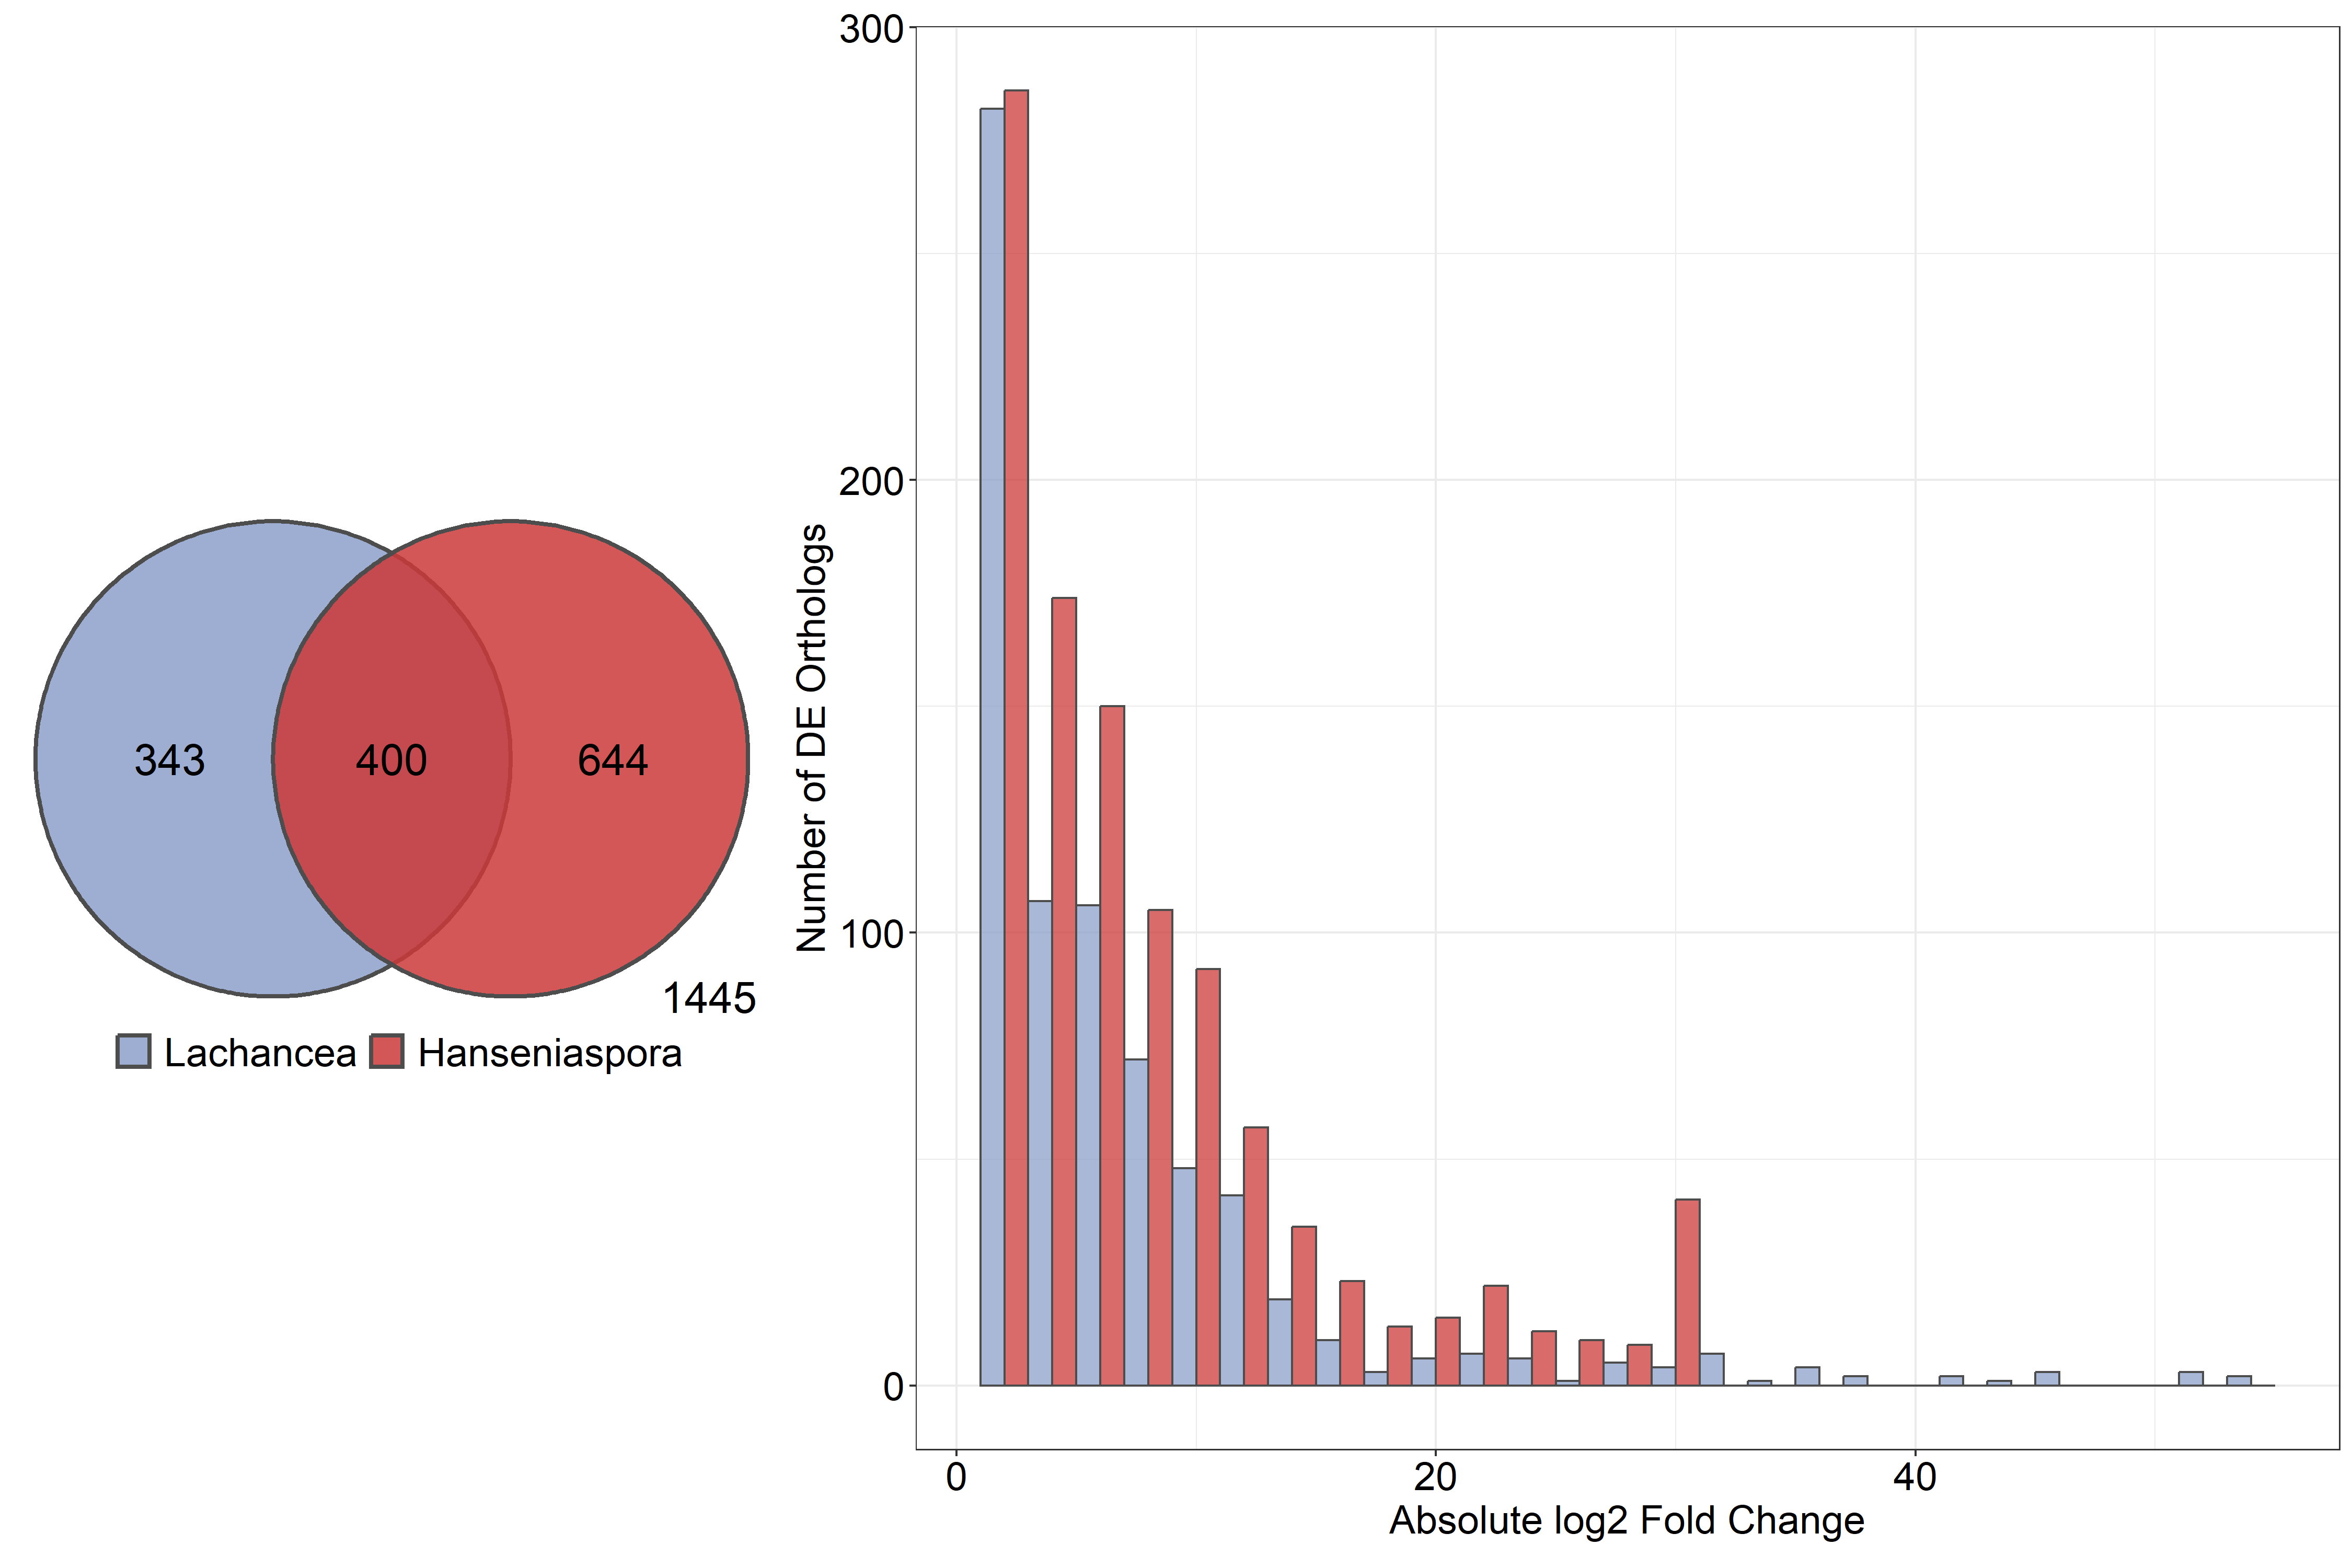 343 400 644
1445
Lachancea Hanseniaspora
Number of DE Orthologs
300
200
100
0
0 20 40
Absolute log2 Fold Change